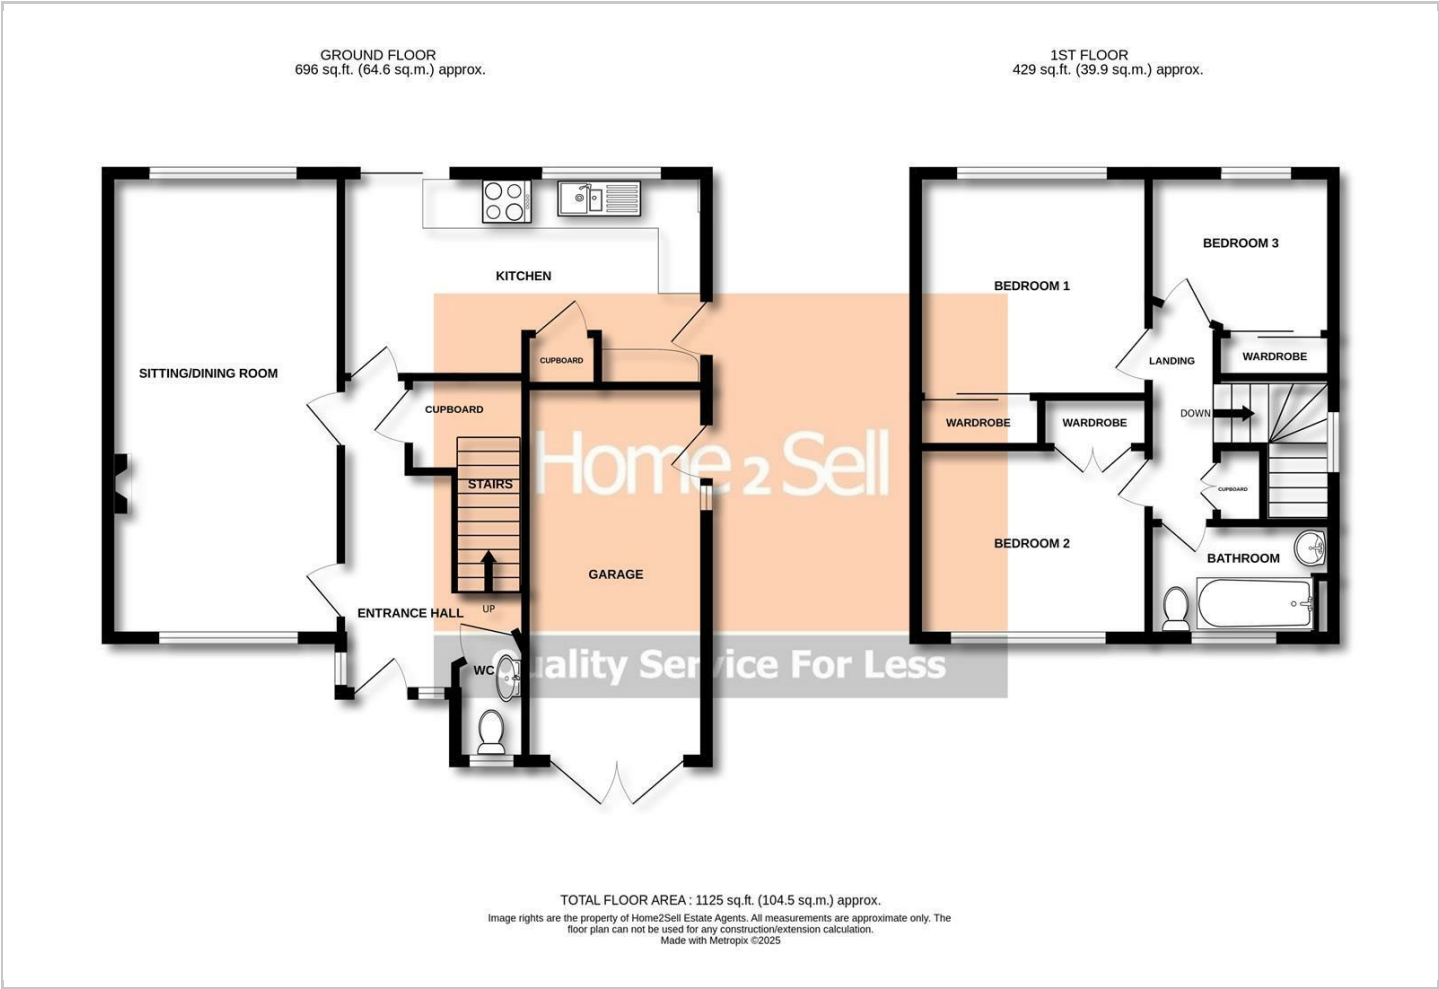 GROUND FLOOR
696 sq.ft. (64.6 sq.m.) approx.
1ST FLOOR
429 sq.ft. (39.9 sq.m.) approx.
KITCHEN
SITTING/DINING ROOM
CUPBOARD
CUPBOARD
STAIRS
UP
ENTRANCE HALL
WC
GARAGE
BEDROOM 1
BEDROOM 3
LANDING
WARDROBE
DOWN
WARDROBE
WARDROBE
CUPBOARD
BEDROOM 2
BATHROOM
Home 2 Sell
Quality Service For Less
TOTAL FLOOR AREA : 1125 sq.ft. (104.5 sq.m.) approx.
Image rights are the property of Home2Sell Estate Agents. All measurements are approximate only. The
floor plan can not be used for any construction/extension calculation.
Made with Metropix ©2025